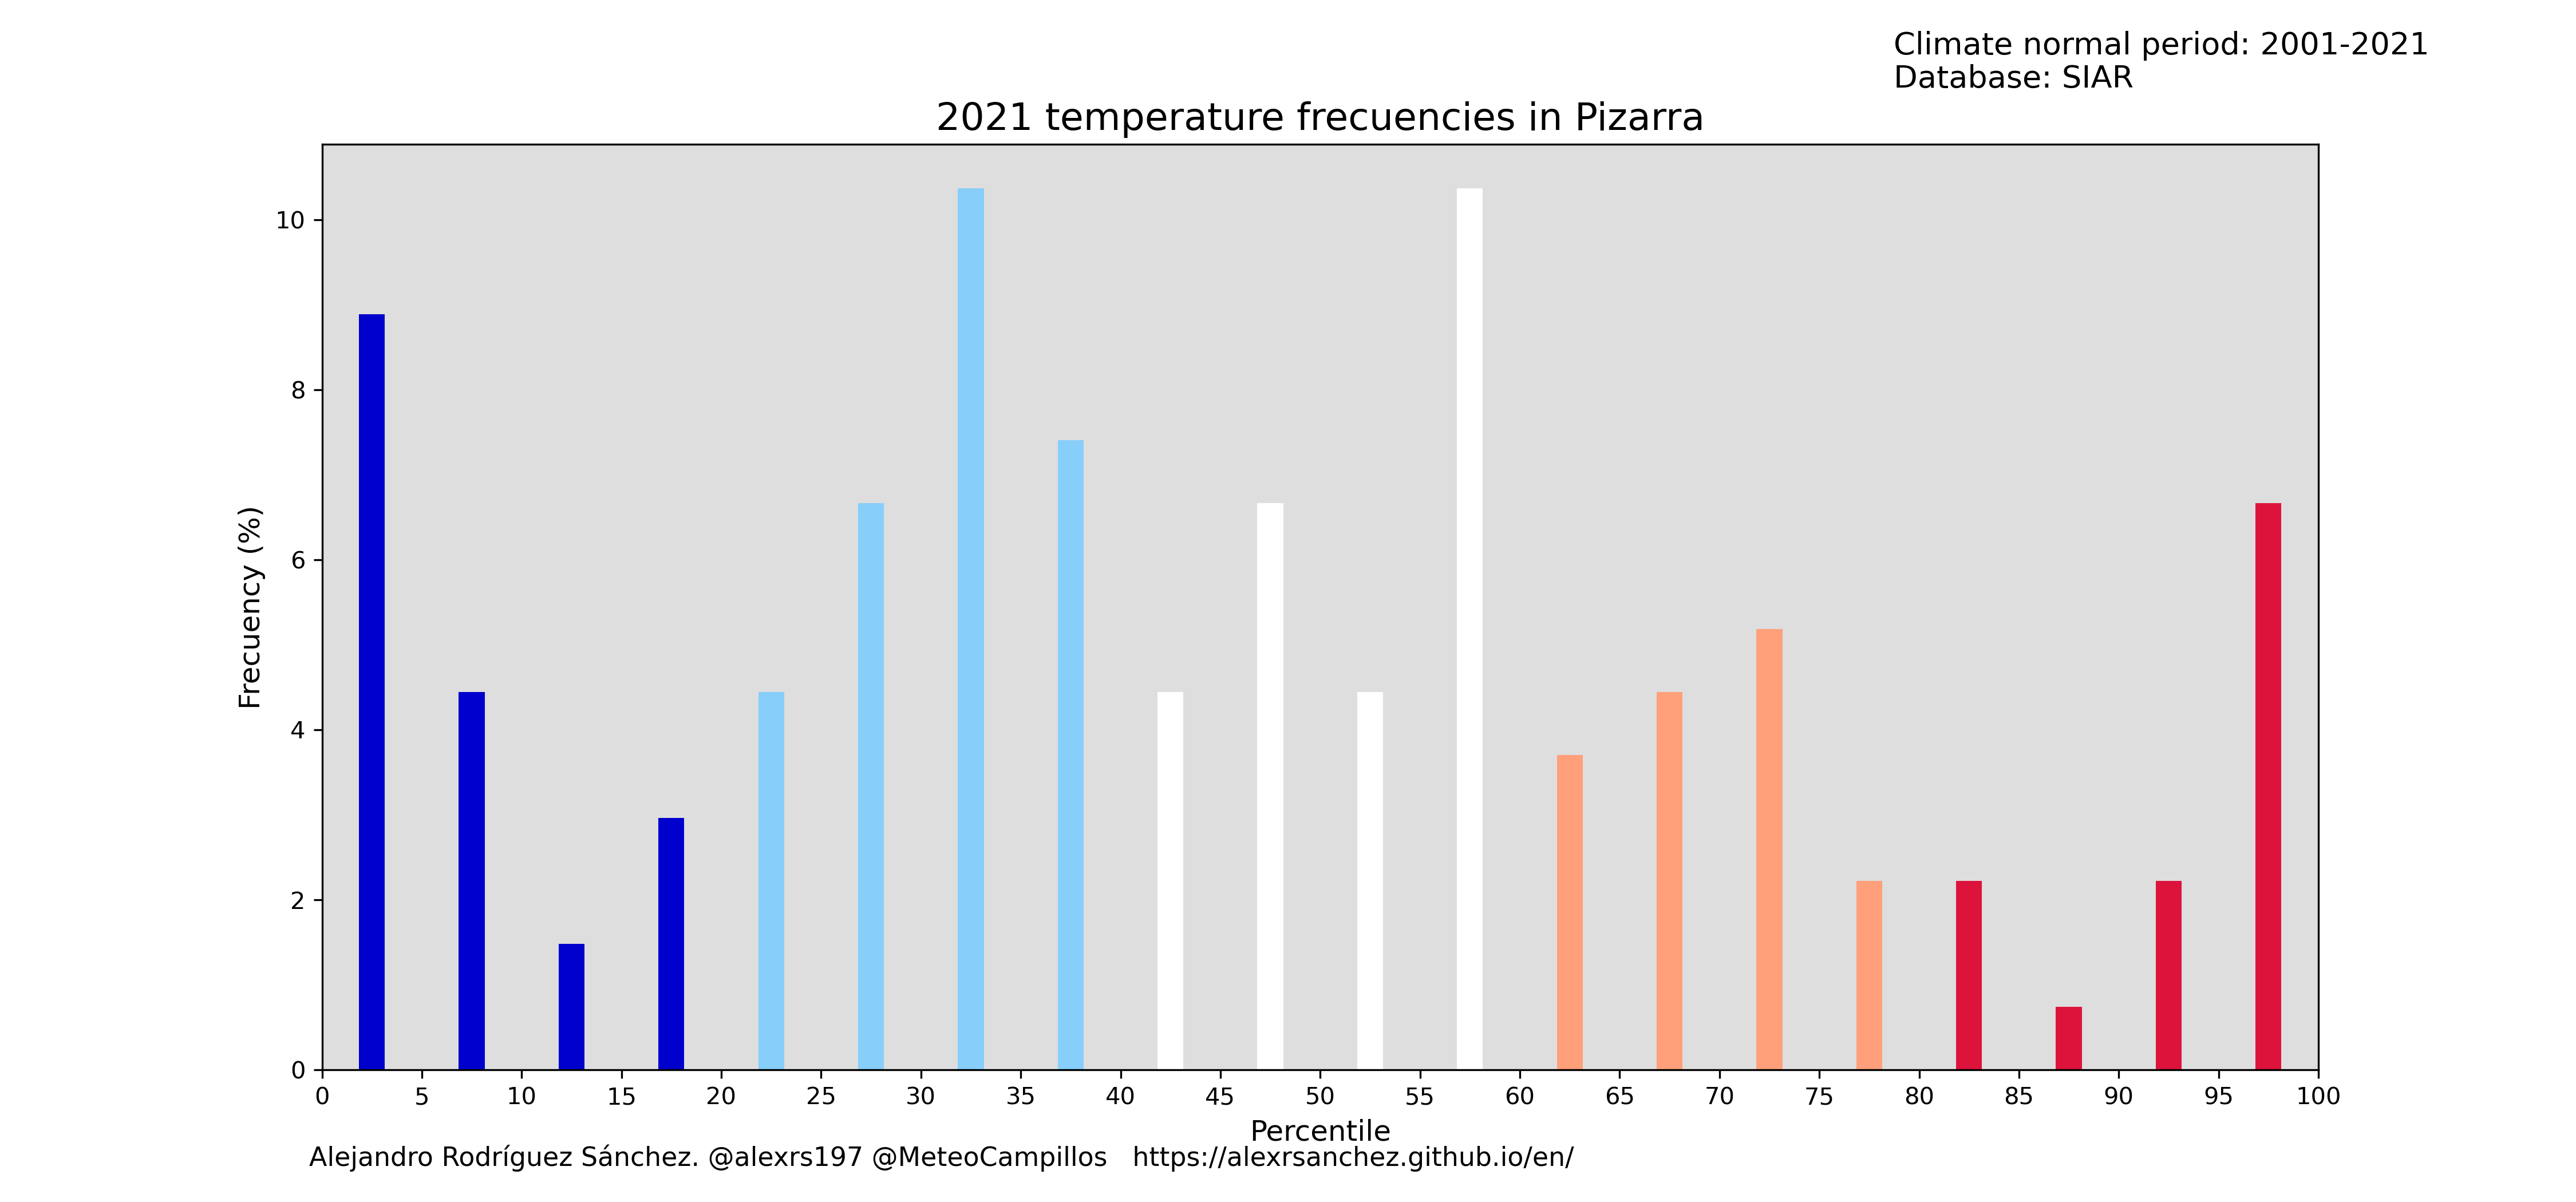 Climate normal period: 2001-2021
Database: SIAR
2021 temperature frecuencies in Pizarra
Frecuency (%)
10
8
6
4
2
0
0 5 10 15 20 25 30 35 40 45 50 55 60 65 70 75 80 85 90 95 100
Percentile
Alejandro Rodríguez Sánchez. @alexrs197 @MeteoCampillos https://alexrsanchez.github.io/en/